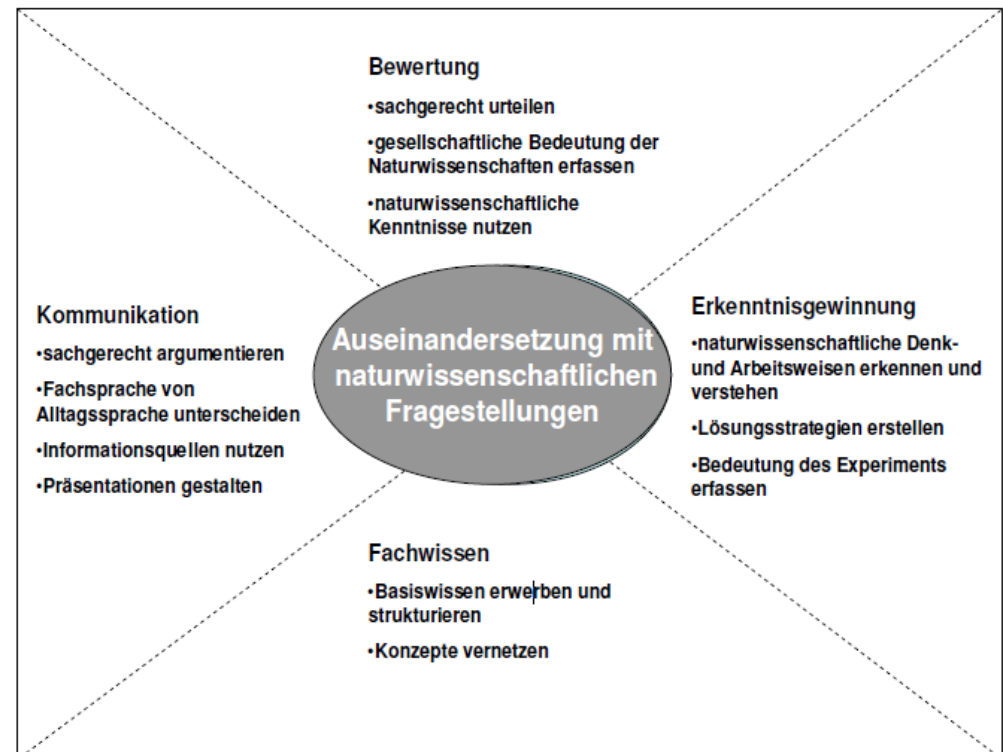 Bewertung
•sachgerecht urteilen
•gesellschaftliche Bedeutung der
Naturwissenschaften erfassen
•naturwissenschaftliche
Kenntnisse nutzen
Kommunikation
•sachgerecht argumentieren
•Fachsprache von
Alltagssprache unterscheiden
•Informationsquellen nutzen
•Präsentationen gestalten
Auseinandersetzung mit
naturwissenschaftlichen
Fragestellungen
Erkenntnisgewinnung
•naturwissenschaftliche Denk-
und Arbeitsweisen erkennen und
verstehen
•Lösungsstrategien erstellen
•Bedeutung des Experiments
erfassen
Fachwissen
•Basiswissen erwerben und
strukturieren
•Konzepte vernetzen